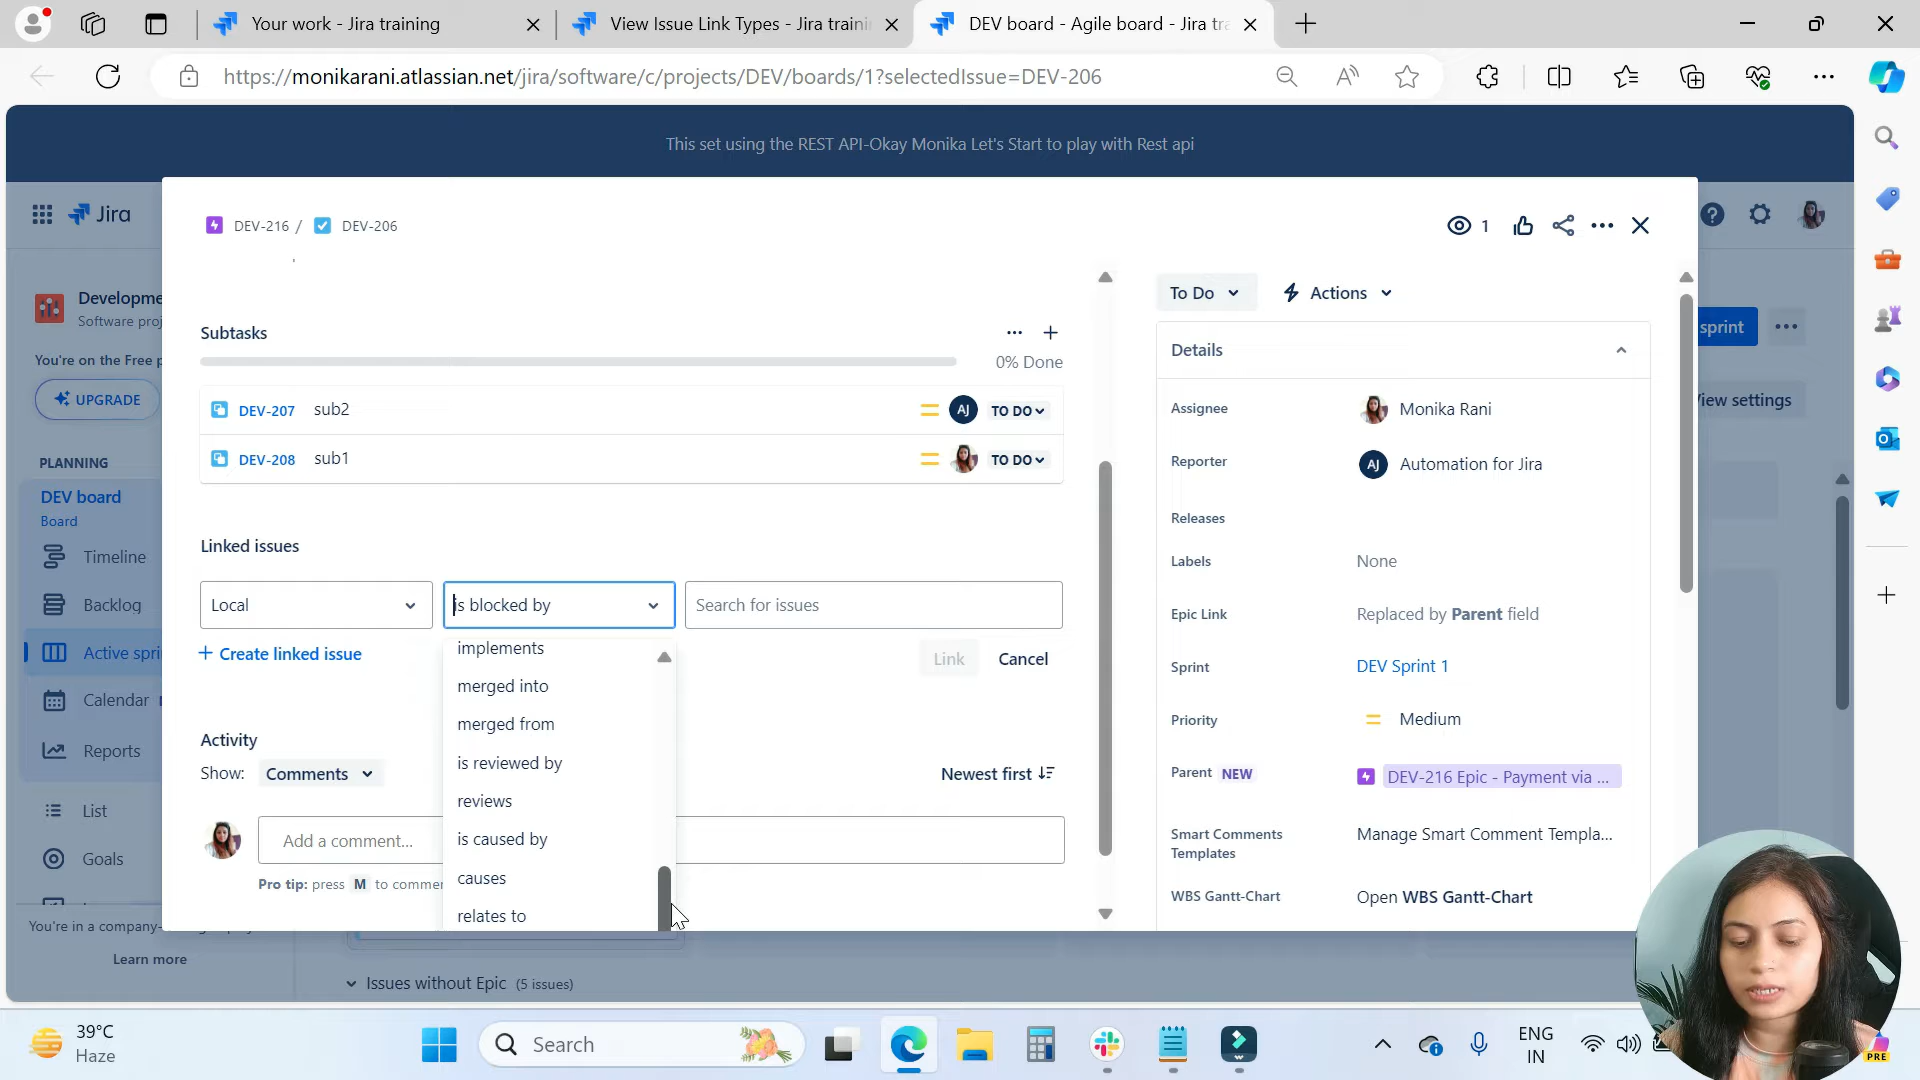 Your work - Jira training
View Issue Link Types - Jira traini
DEV board - Agile board - Jira tra
https://monikarani.atlassian.net/jira/software/c/projects/DEV/boards/1?selectedIssue=DEV-206
This set using the REST API-Okay Monika Let's Start to play with Rest api
Jira
DEV-216 / DEV-206
1
Developme
Software proj
You're on the Free p
UPGRADE
PLANNING
DEV board
Board
Timeline
Backlog
Active spri
Calendar
Reports
List
Goals
You're in a company-
Learn more
Subtasks
0% Done
DEV-207 sub2 AJ TO DO
DEV-208 sub1 TO DO
Linked issues
Local
is blocked by
Search for issues
+ Create linked issue
Link
Cancel
implements
merged into
merged from
is reviewed by
reviews
is caused by
causes
relates to
Activity
Show: Comments
Newest first
Add a comment...
Pro tip: press M to commen
To Do
Actions
Details
Assignee Monika Rani
Reporter AJ Automation for Jira
Releases
Labels None
Epic Link Replaced by Parent field
Sprint DEV Sprint 1
Priority Medium
Parent NEW DEV-216 Epic - Payment via ...
Smart Comments
Templates
Manage Smart Comment Templa...
WBS Gantt-Chart Open WBS Gantt-Chart
sprint
View settings
Issues without Epic (5 issues)
39°C
Haze
Search
ENG
IN
PRE